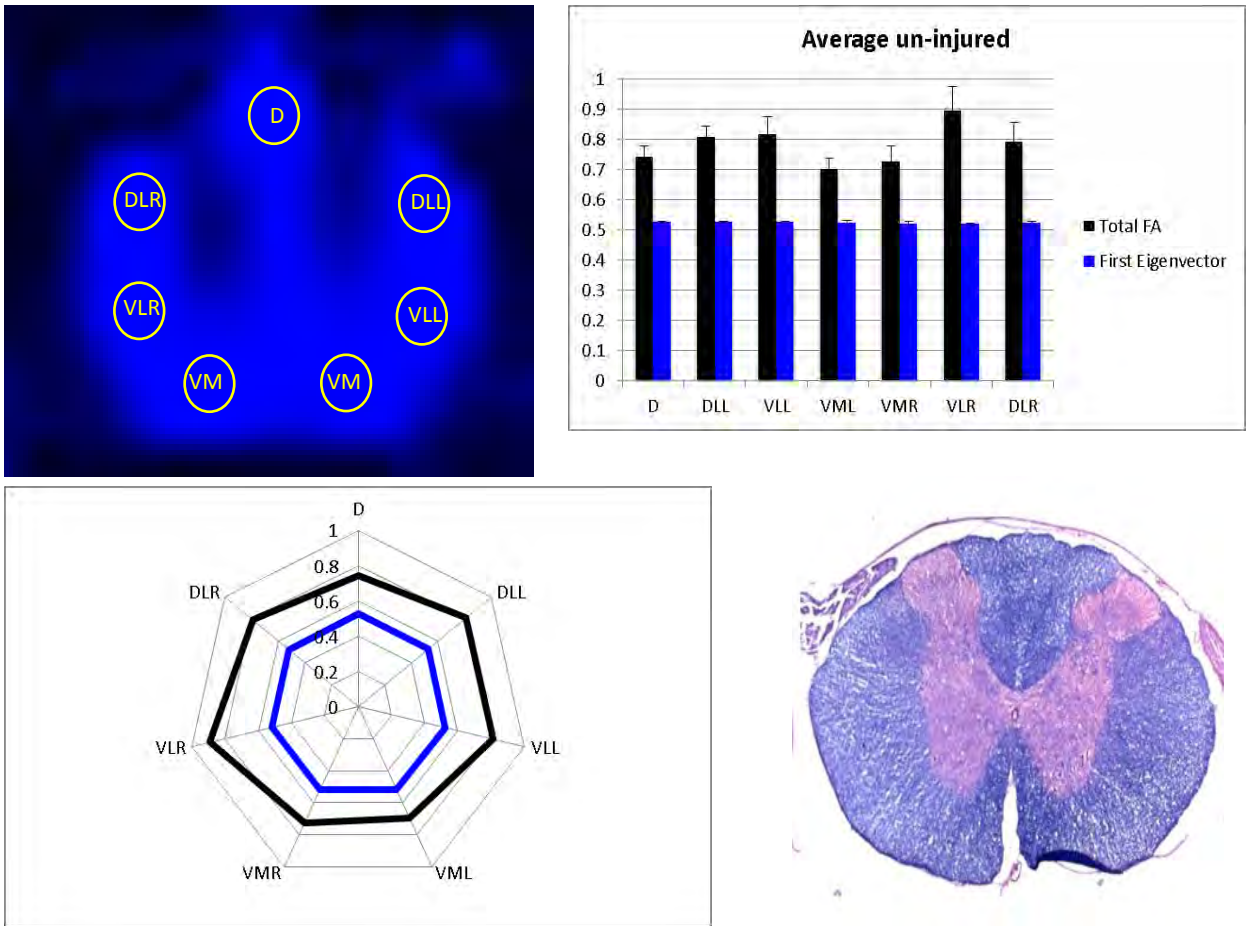 D
DLR
DLL
VLR
VLL
VM
VM
Average un-injured
1
0.9
0.8
0.7
0.6
0.5
0.4
0.3
0.2
0.1
0
D DLL VLL VML VMR VLR DLR
Total FA
First Eigenvector
D
1
0.8
0.6
0.4
0.2
0
DLR
DLL
VLR
VLL
VMR
VML